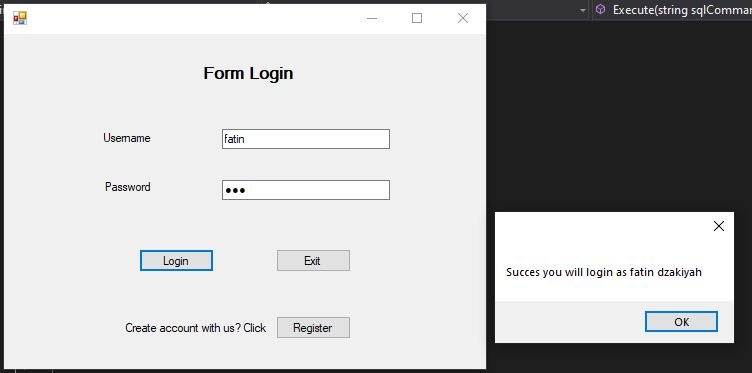 Execute(string sqlComma
Form Login
Username
fatin
Password
●●●
Login
Exit
Create account with us? Click
Register
Succes you will login as fatin dzakiyah
OK